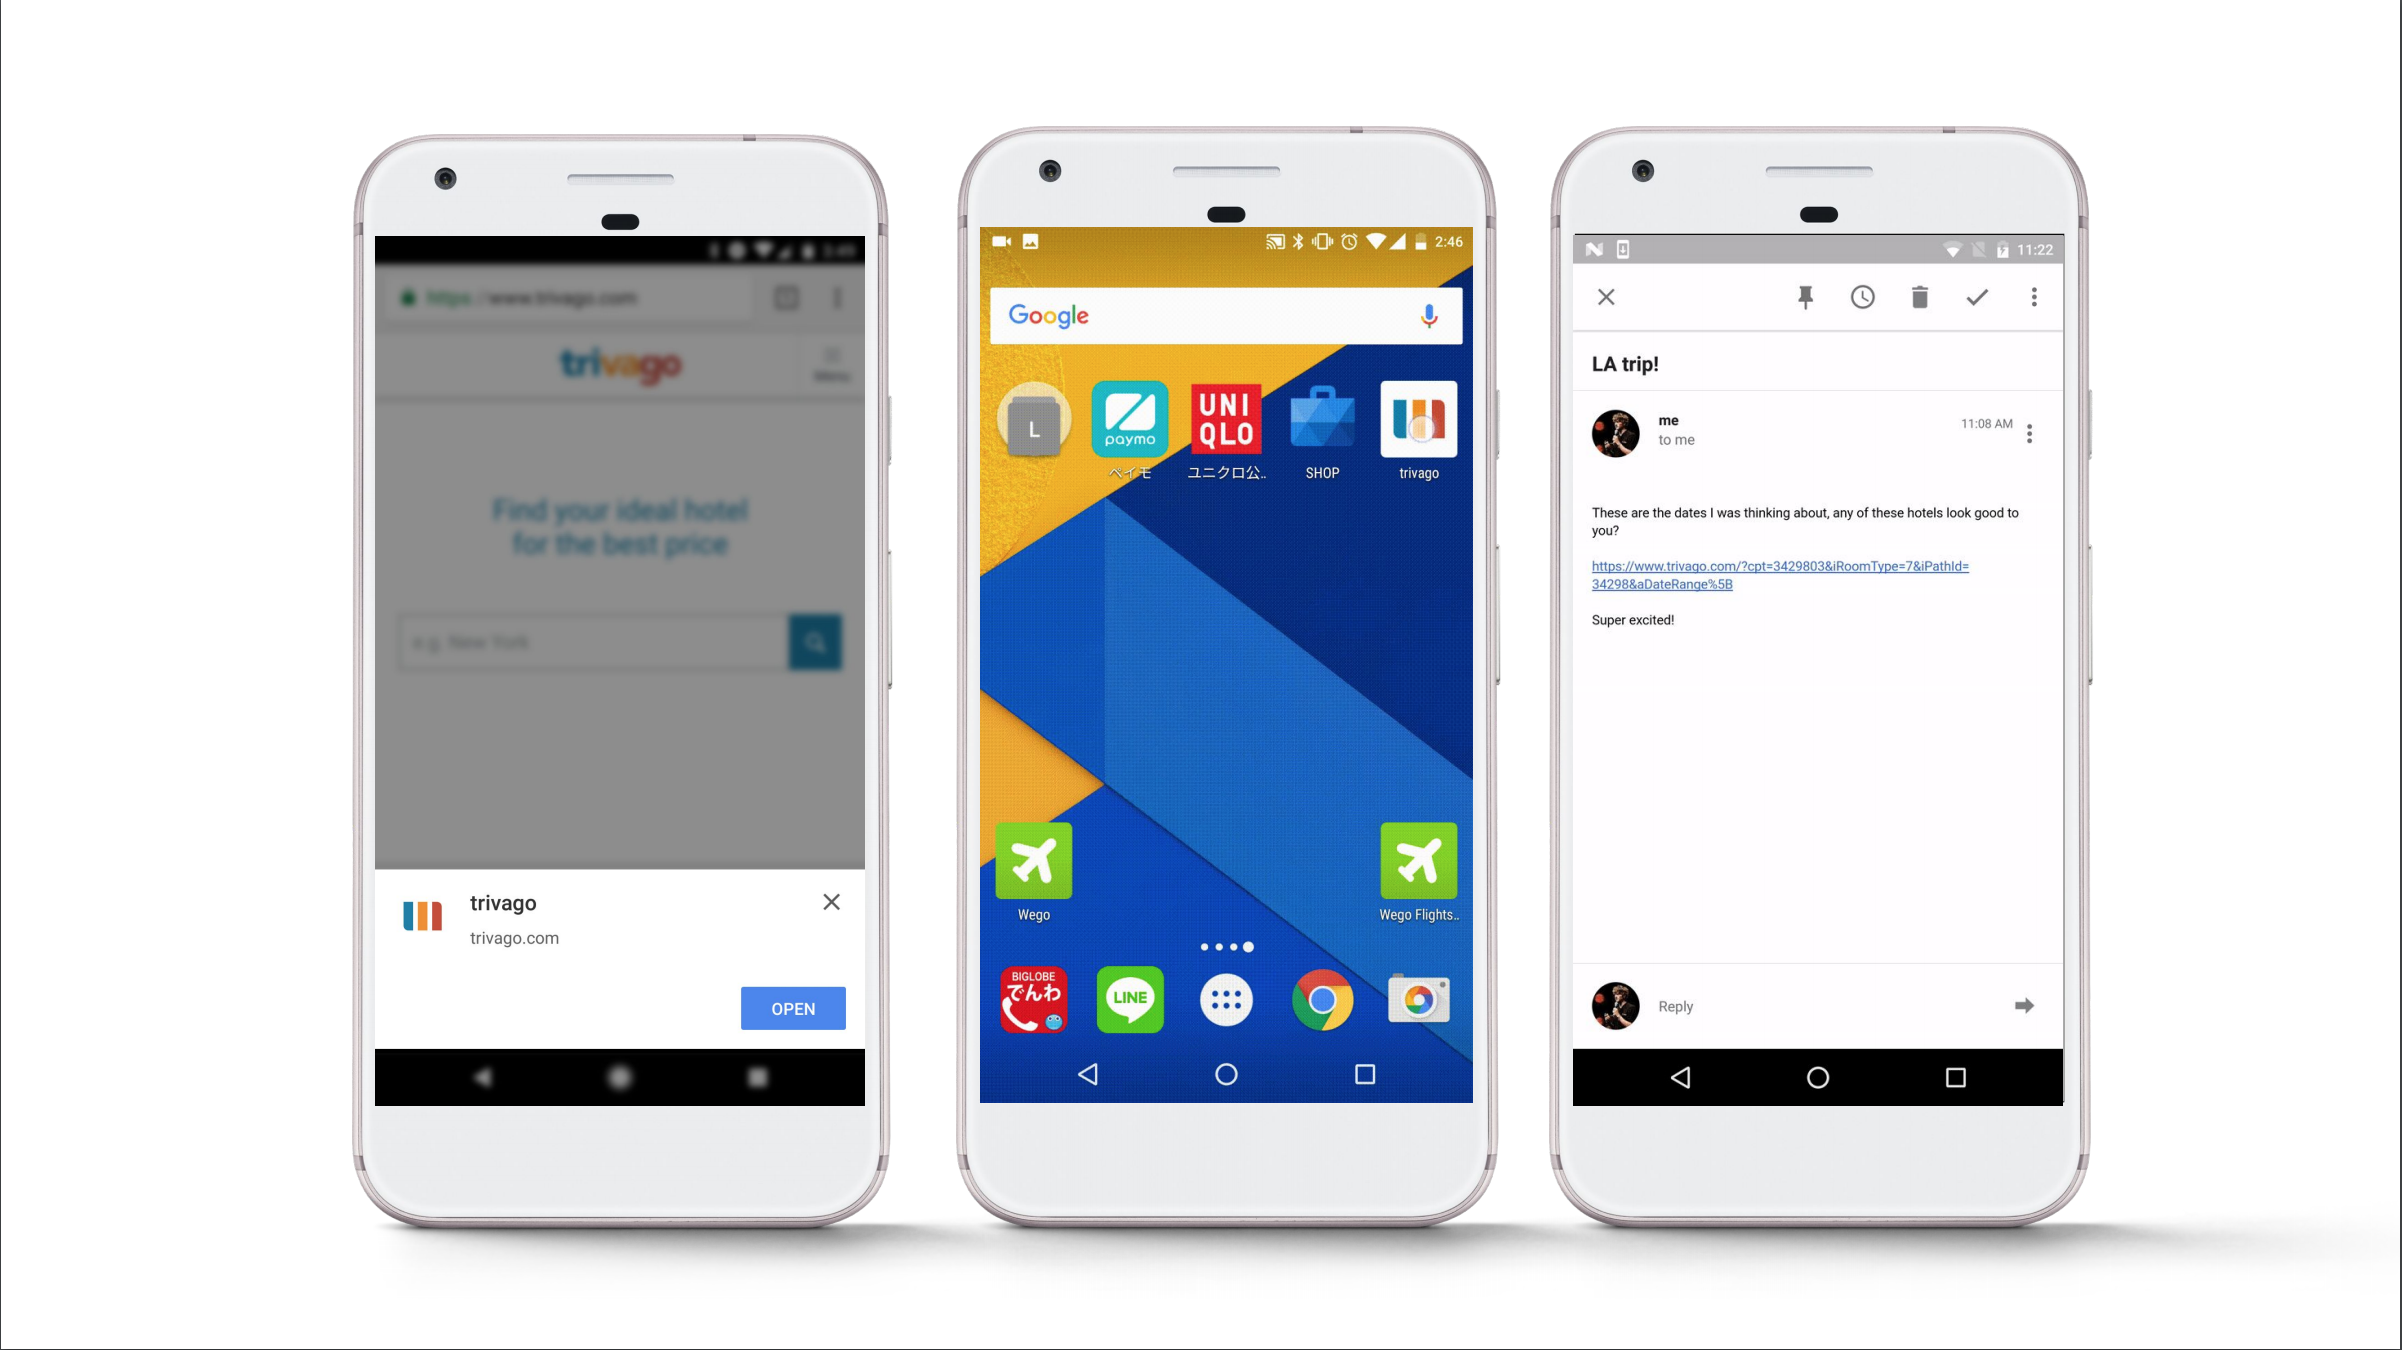 2:49
https://www.trivago.com
trivago
Menu
Find your ideal hotel
for the best price
e.g. New York
trivago
trivago.com
OPEN
2:46
Google
L
paymo
UNI
QLO
ペイモ
ユニクロ公..
SHOP
trivago
Wego
Wego Flights..
BIGLOBE
でんわ
LINE
11:22
LA trip!
me
11:08 AM
to me
These are the dates I was thinking about, any of these hotels look good to
you?
https://www.trivago.com/?cpt=3429803&iRoomType=7&iPathId=
34298&aDateRange%5B
Super excited!
Reply